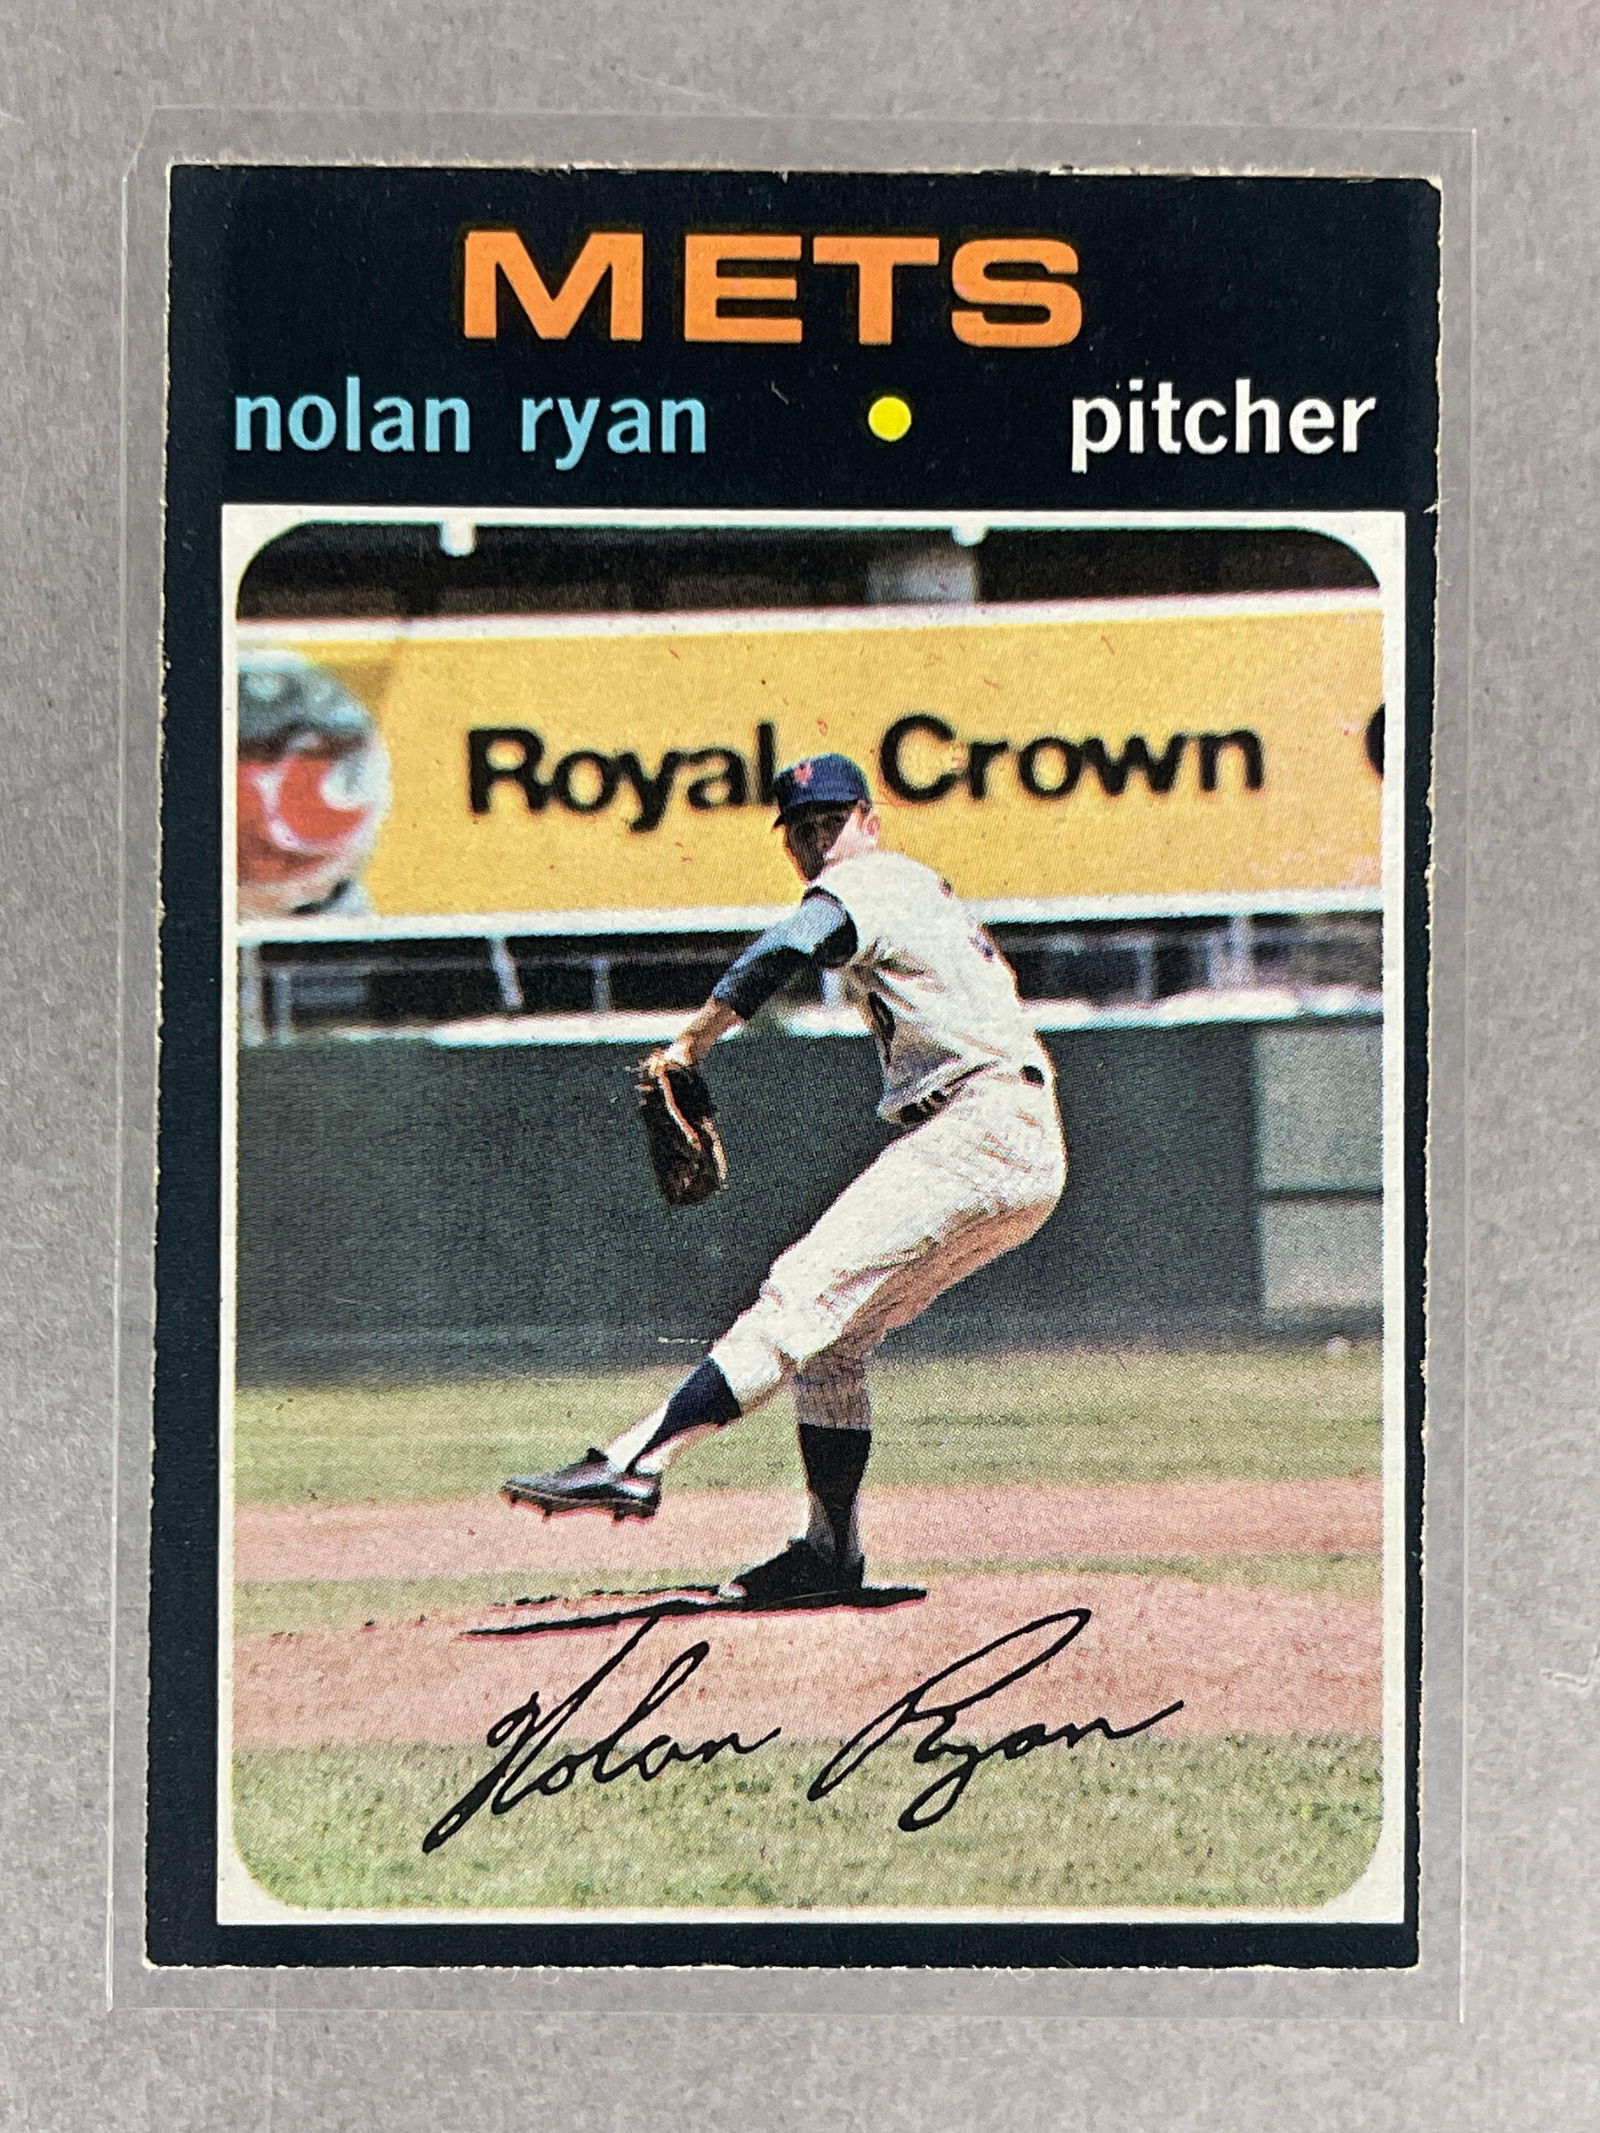 METS
nolan ryan • pitcher
Royal Crown
Nolan Ryan